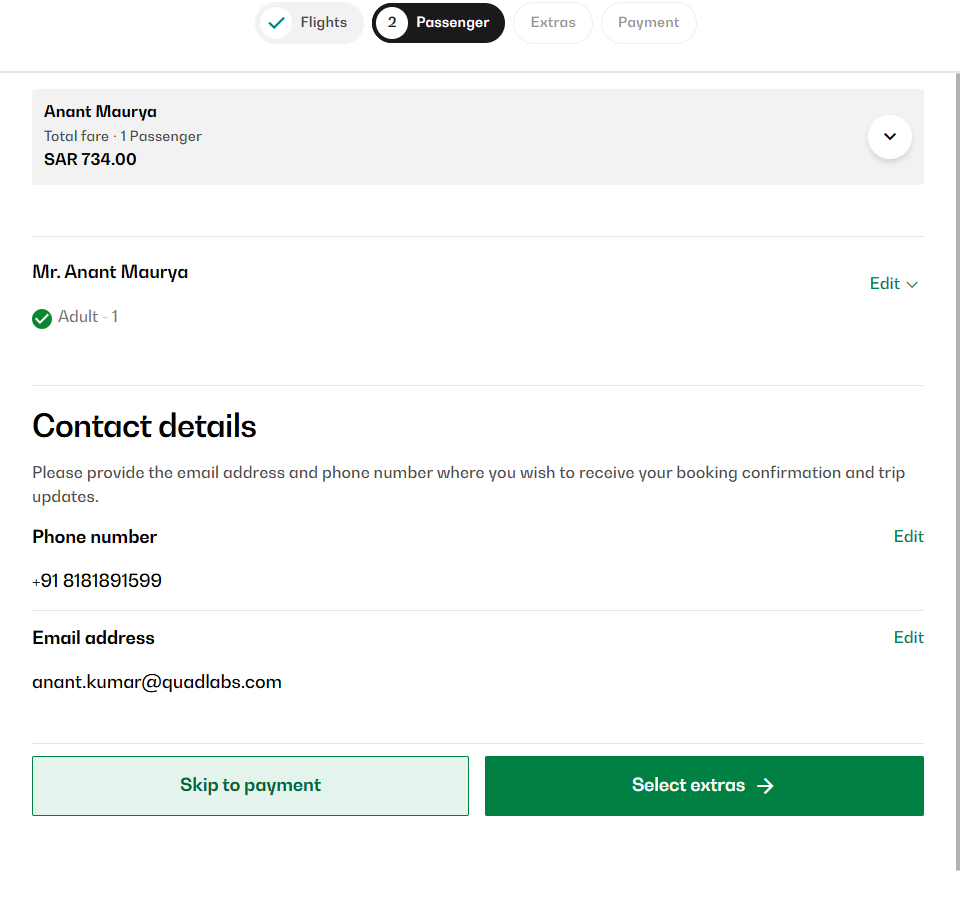 Flights
2 Passenger
Extras
Payment
Anant Maurya
Total fare · 1 Passenger
SAR 734.00
Mr. Anant Maurya
Edit
Adult - 1
Contact details
Please provide the email address and phone number where you wish to receive your booking confirmation and trip
updates.
Phone number
Edit
+91 8181891599
Email address
Edit
anant.kumar@quadlabs.com
Skip to payment
Select extras